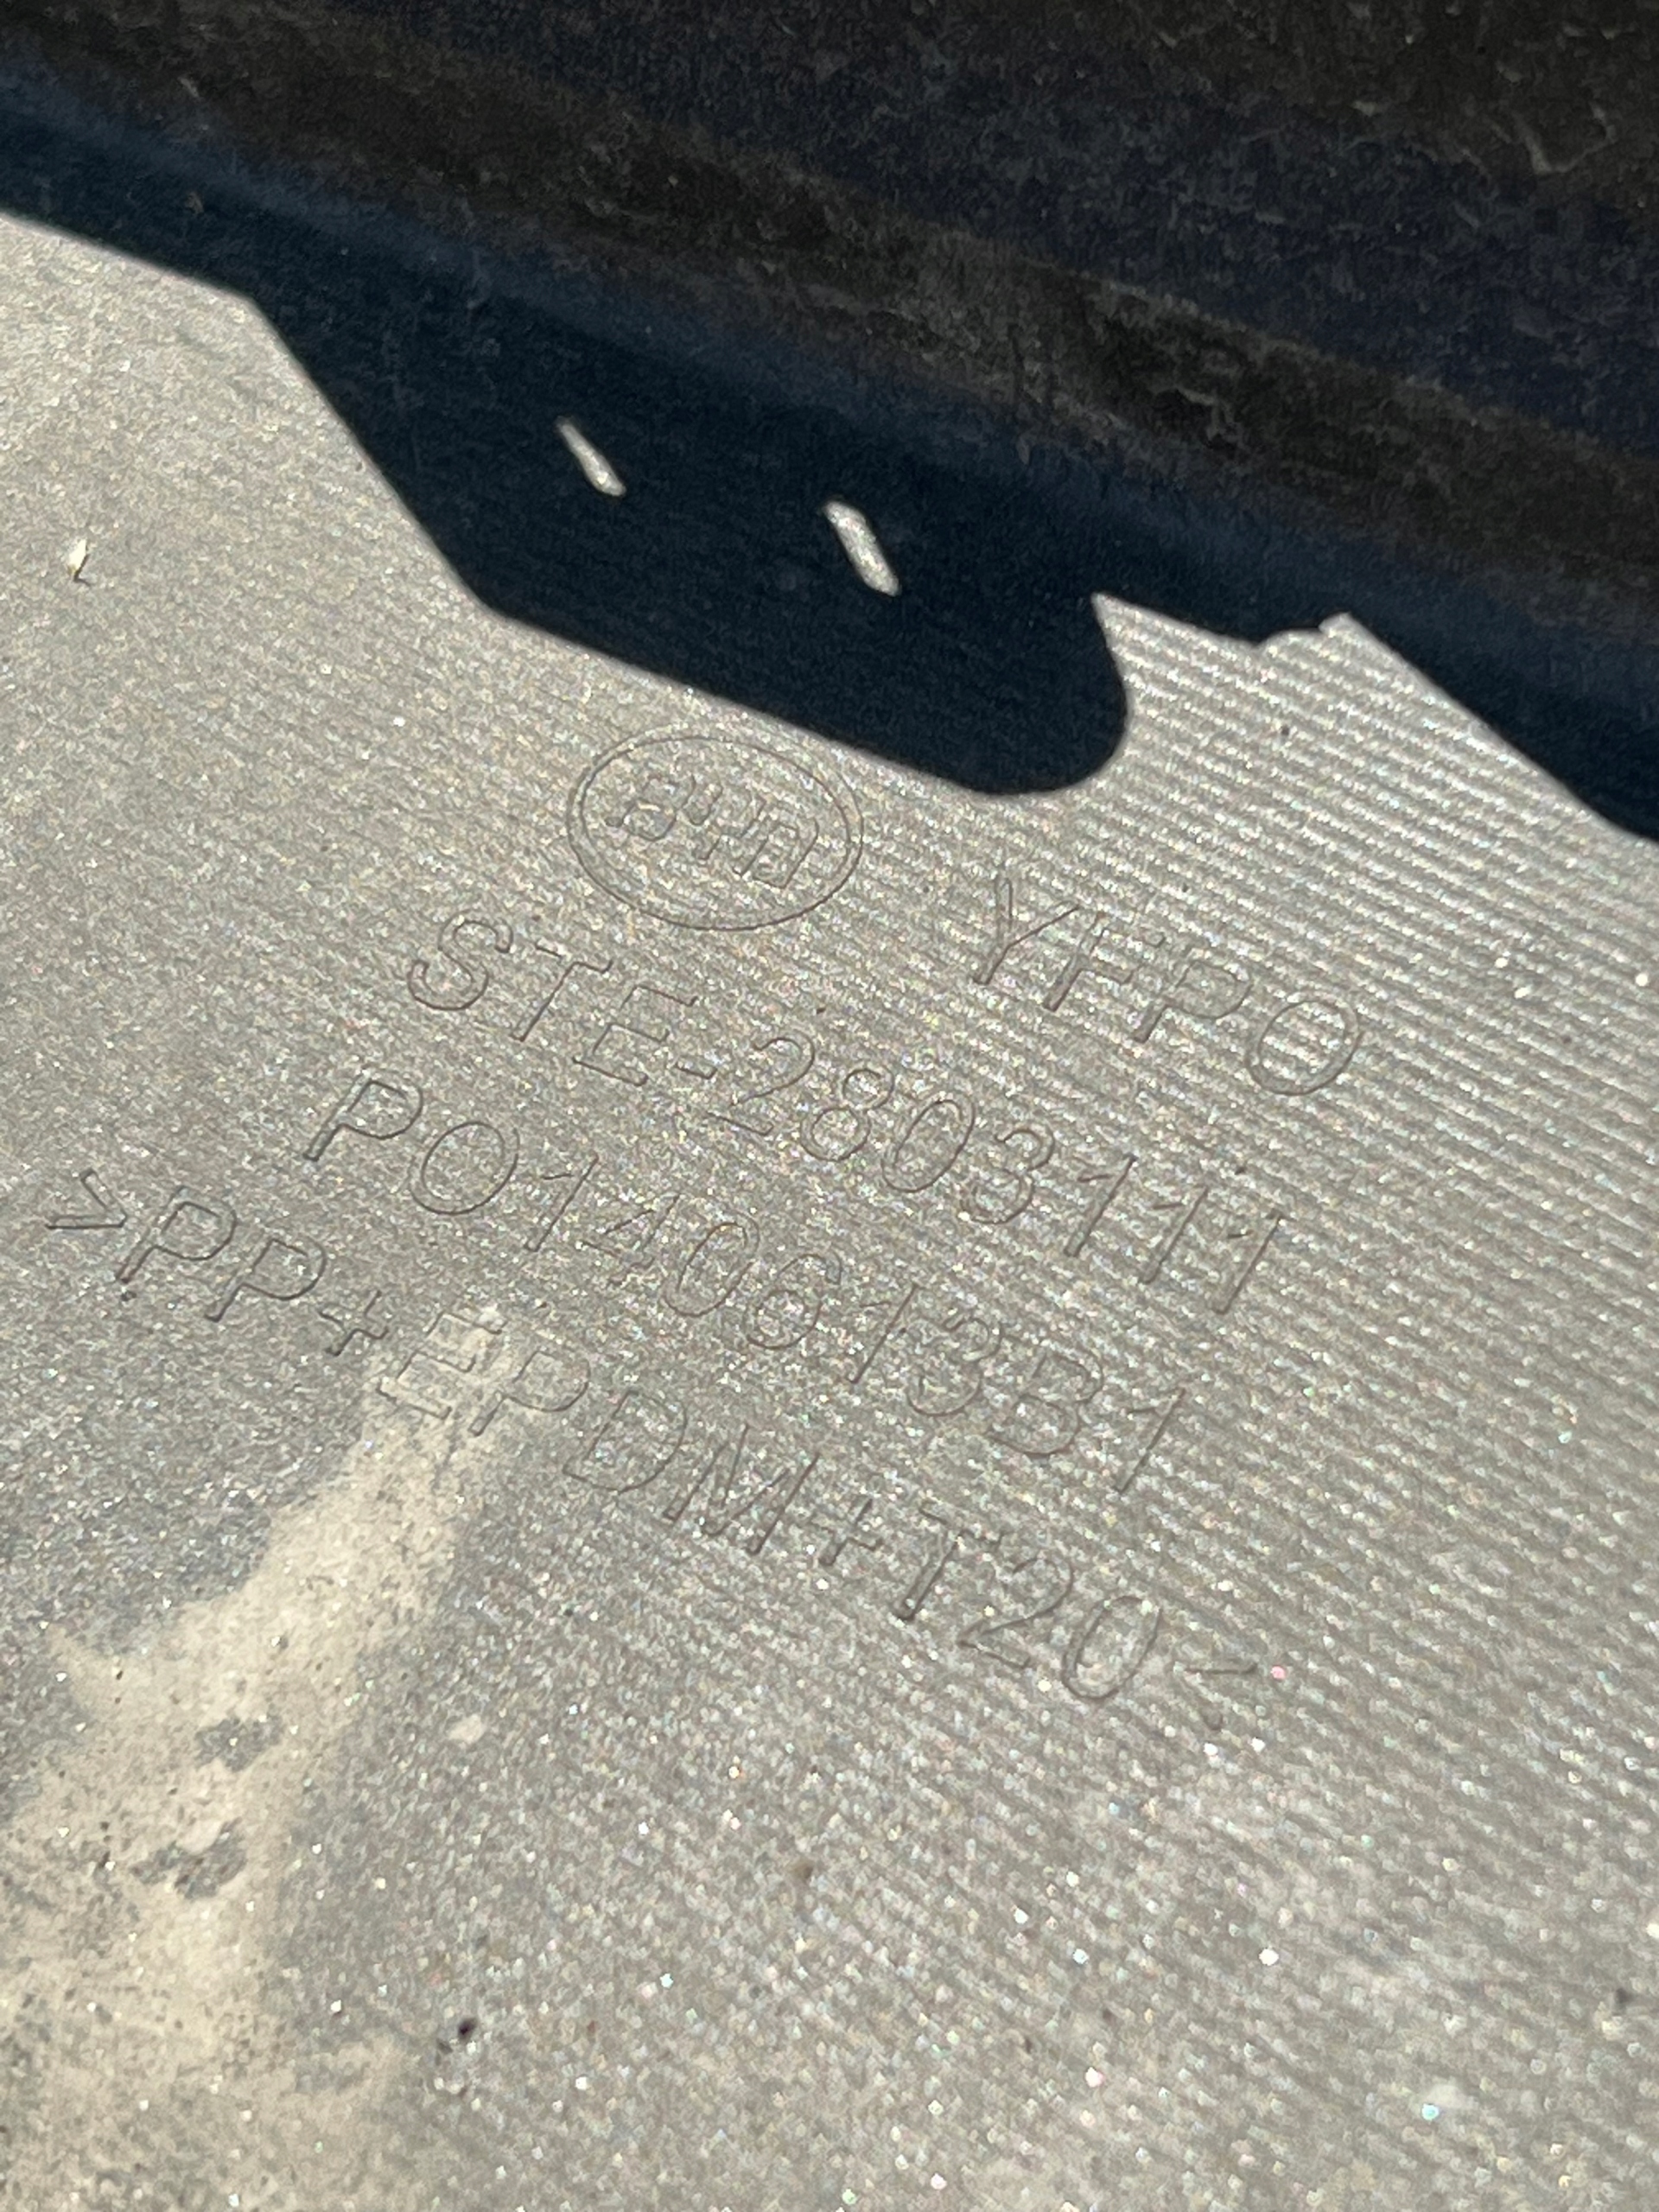 BYD YFPO
STE-2803111
PO140613B1
>PP+EPDM+T20<